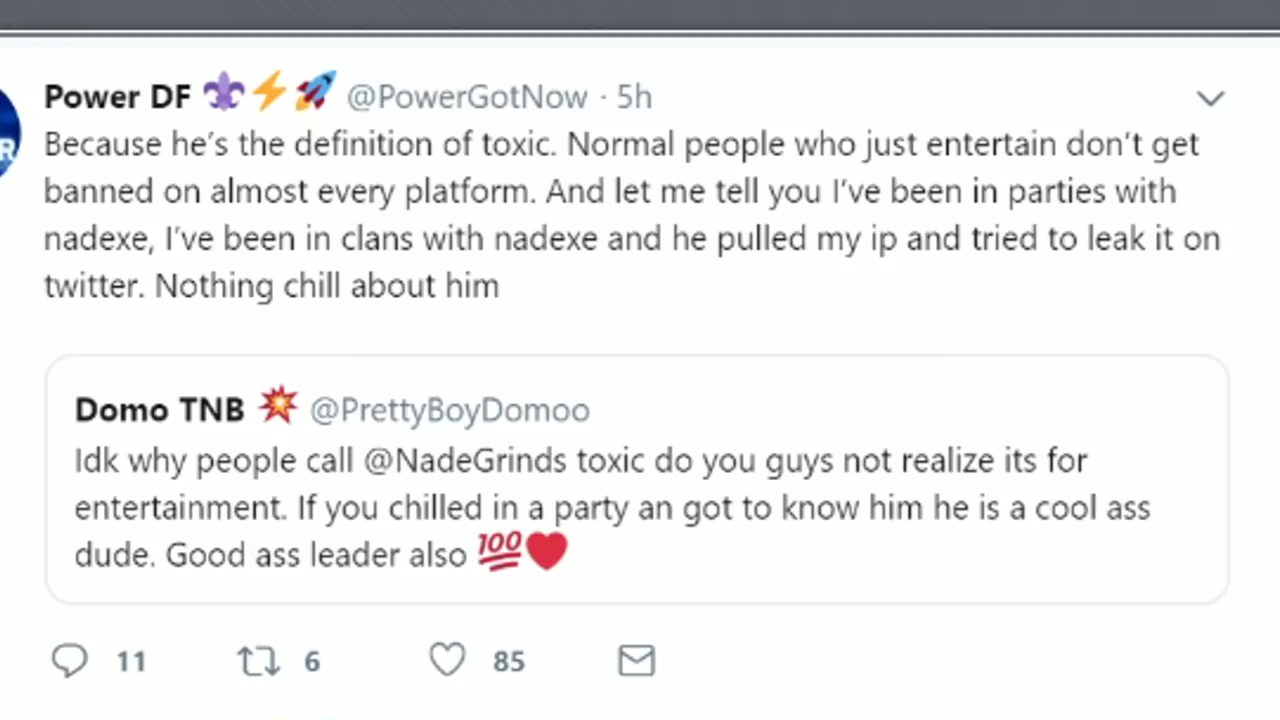 Power DF ⚜️⚡🚀 @PowerGotNow · 5h
Because he's the definition of toxic. Normal people who just entertain don't get
banned on almost every platform. And let me tell you I've been in parties with
nadexe, I've been in clans with nadexe and he pulled my ip and tried to leak it on
twitter. Nothing chill about him
Domo TNB 💥 @PrettyBoyDomoo
Idk why people call @NadeGrinds toxic do you guys not realize its for
entertainment. If you chilled in a party an got to know him he is a cool ass
dude. Good ass leader also 💯❤️
11 6 85